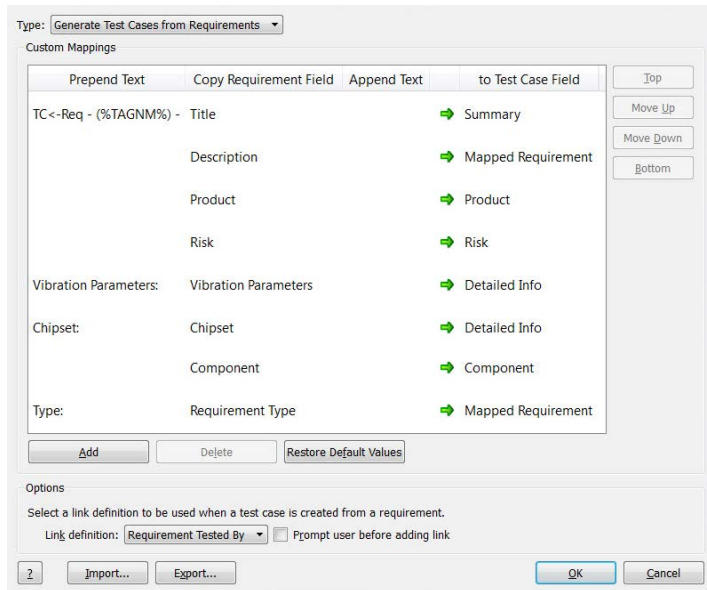 Type: Generate Test Cases from Requirements
Custom Mappings
Prepend Text Copy Requirement Field Append Text to Test Case Field
Top
TC<-Req - (%TAGNM%) - Title Summary
Move Up
Move Down
Description Mapped Requirement
Bottom
Product Product
Risk Risk
Vibration Parameters: Vibration Parameters Detailed Info
Chipset: Chipset Detailed Info
Component Component
Type: Requirement Type Mapped Requirement
Add Delete Restore Default Values
Options
Select a link definition to be used when a test case is created from a requirement.
Link definition: Requirement Tested By Prompt user before adding link
? Import... Export... OK Cancel